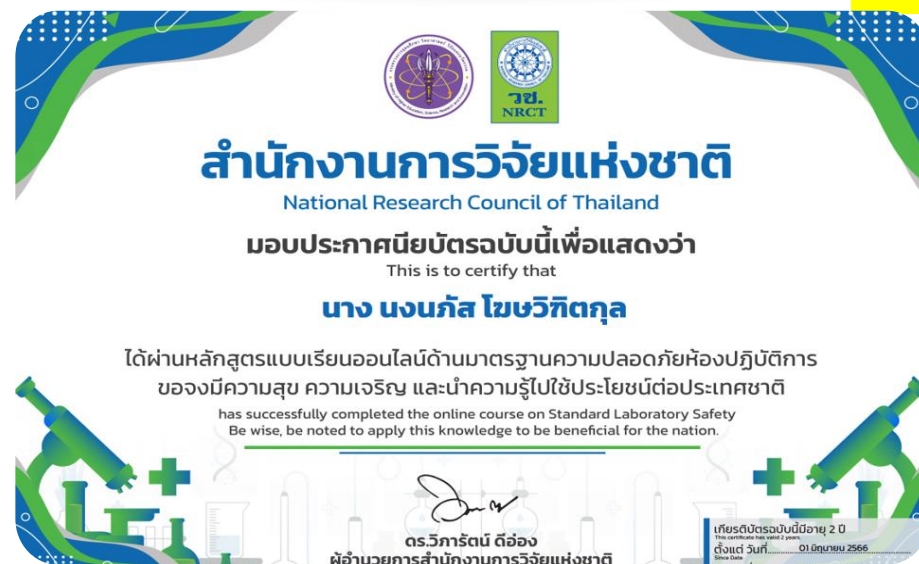 วช.
NRCT
สำนักงานการวิจัยแห่งชาติ
National Research Council of Thailand
มอบประกาศนียบัตรฉบับนี้เพื่อแสดงว่า
This is to certify that
นาง นงนภัส โฆษวิฑิตกุล
ได้ผ่านหลักสูตรแบบเรียนออนไลน์ด้านมาตรฐานความปลอดภัยห้องปฏิบัติการ
ขอจงมีความสุข ความเจริญ และนำความรู้ไปใช้ประโยชน์ต่อประเทศชาติ
has successfully completed the online course on Standard Laboratory Safety
Be wise, be noted to apply this knowledge to be beneficial for the nation.
ดร.วิภารัตน์ ดีอ่อง
ผู้อำนวยการสำนักงานการวิจัยแห่งชาติ
เกียรติบัตรฉบับนี้มีอายุ 2 ปี
This certificate has valid 2 years.
ตั้งแต่ วันที่ 01 มิถุนายน 2566
Since Date